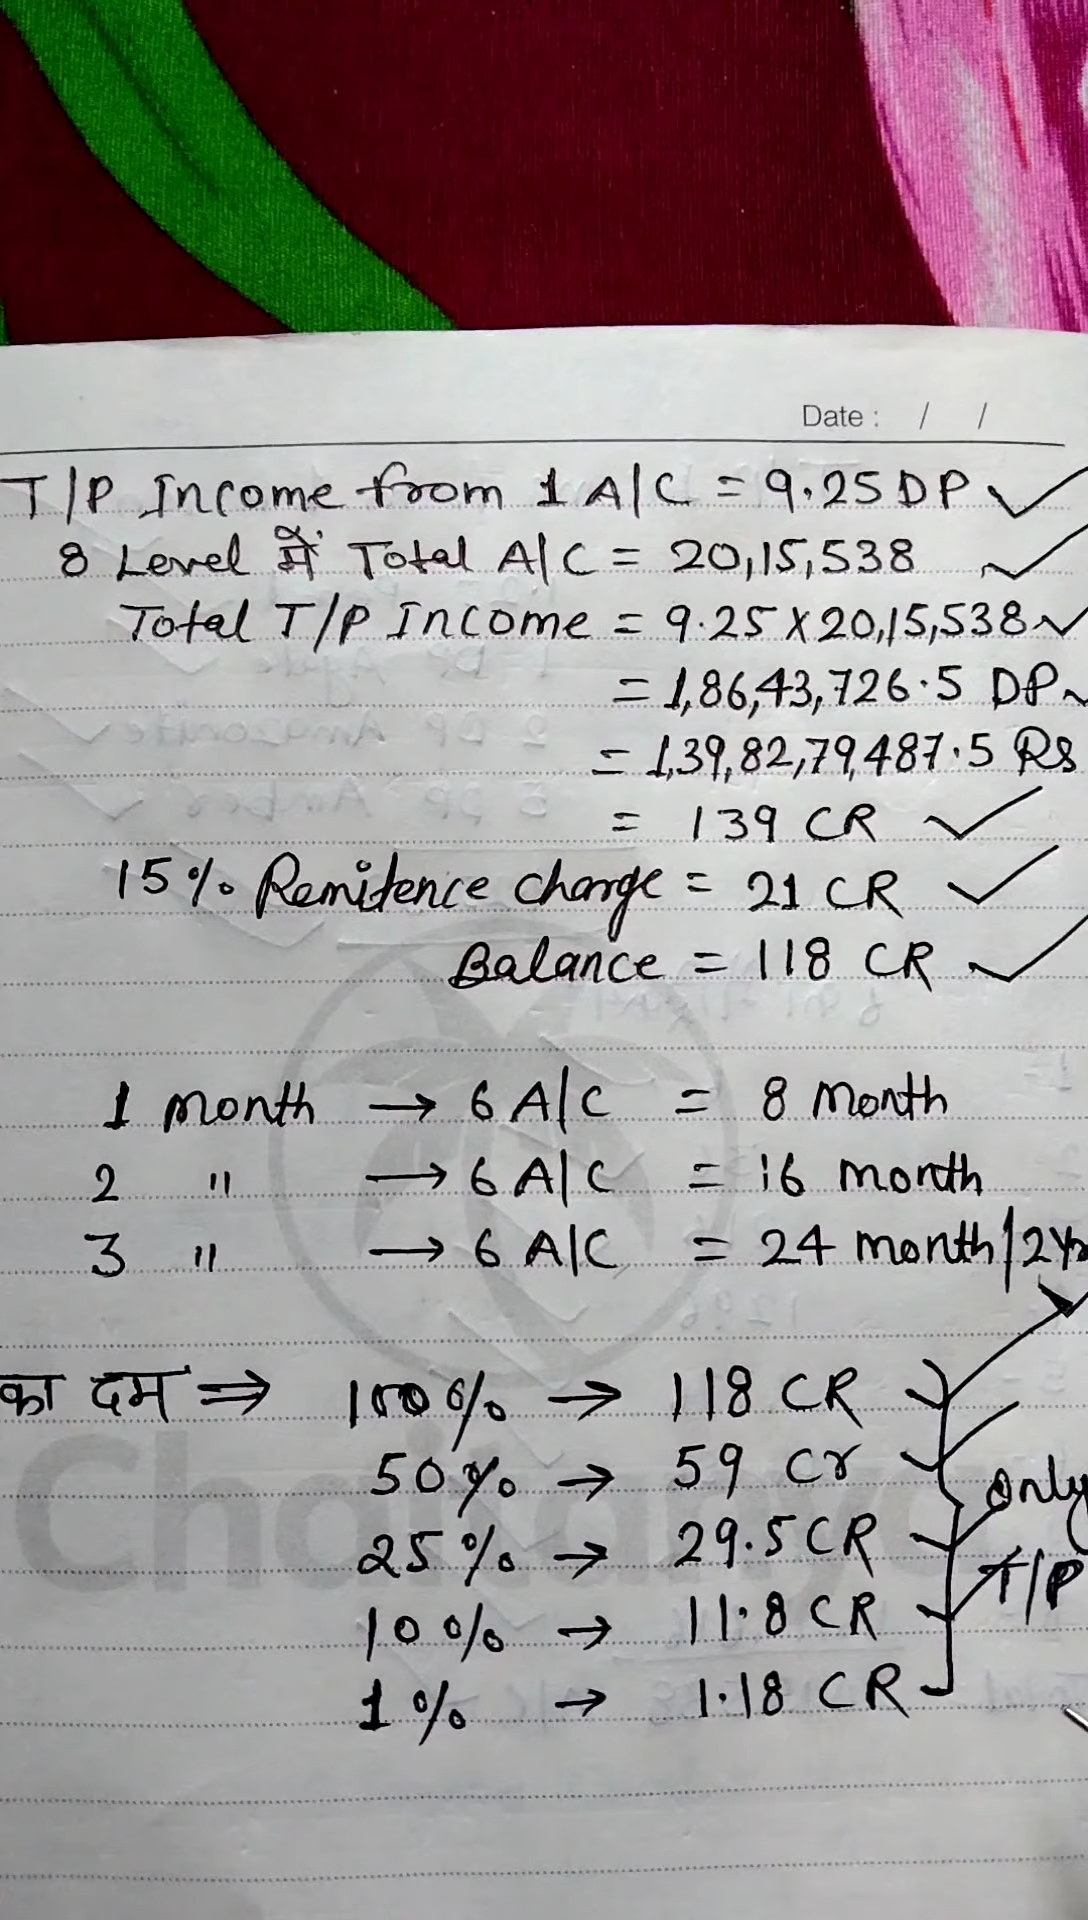 Date : / /
T/P Income from 1 A/C = 9.25 DP
8 Level में Total A/C = 20,15,538
Total T/P Income = 9.25 X 20,15,538
= 1,86,43,726.5 DP
= 1,39,82,79,487.5 Rs
= 139 CR
15% Remitence charge = 21 CR
Balance = 118 CR
1 month → 6 A/C = 8 month
2 " → 6 A/C = 16 month
3 " → 6 A/C = 24 month/2Yr
का दम ⇒ 100% → 118 CR
50% → 59 Cr
25% → 29.5 CR
10% → 11.8 CR
1% → 1.18 CR
only
T/P